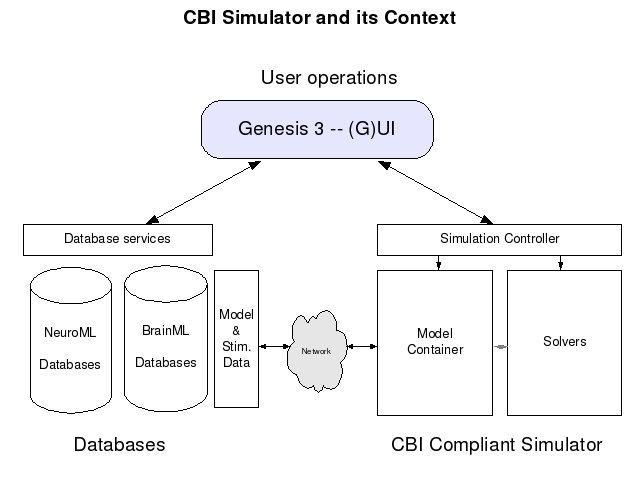 CBI Simulator and its Context
User operations
Genesis 3 -- (G)UI
Database services
Simulation Controller
NeuroML
Databases
BrainML
Databases
Model
&
Stim.
Data
Network
Model
Container
Solvers
Databases
CBI Compliant Simulator